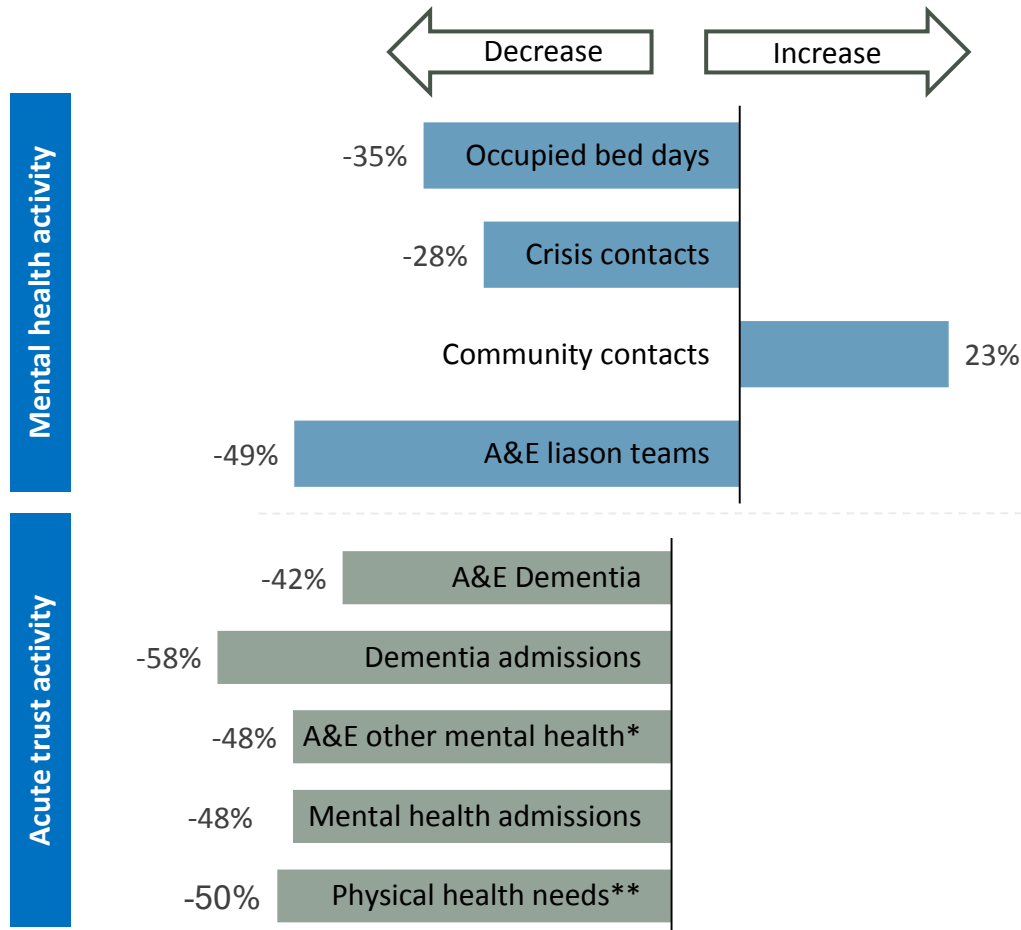 Decrease
Increase
Mental health activity
-35%
Occupied bed days
-28%
Crisis contacts
Community contacts
23%
-49%
A&E liason teams
Acute trust activity
-42%
A&E Dementia
-58%
Dementia admissions
-48%
A&E other mental health*
-48%
Mental health admissions
-50%
Physical health needs**